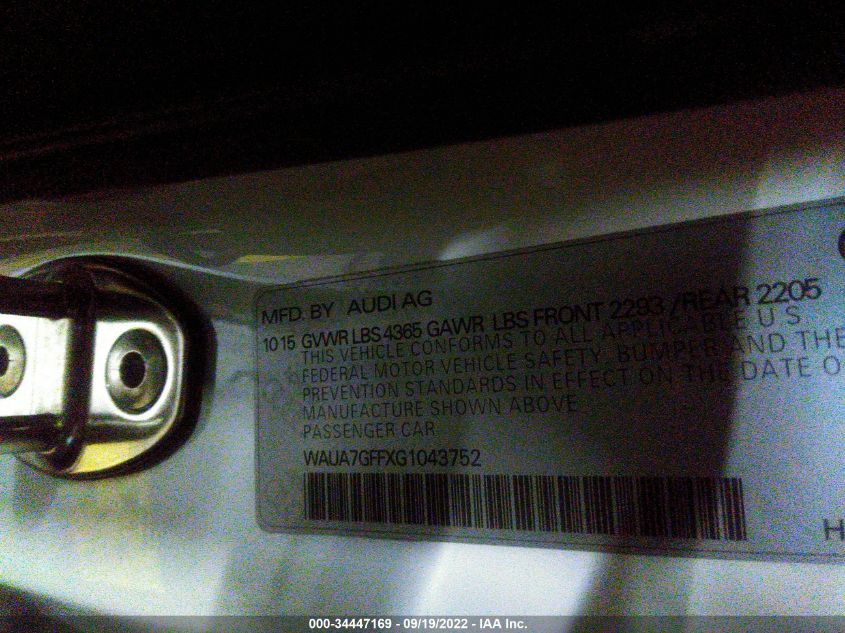 MFD. BY AUDI AG
10 15 GVWR LBS 4365 GAWR LBS FRONT 2293 / REAR 2205
THIS VEHICLE CONFORMS TO ALL APPLICABLE U S
FEDERAL MOTOR VEHICLE SAFETY, BUMPER AND THE
PREVENTION STANDARDS IN EFFECT ON THE DATE O
MANUFACTURE SHOWN ABOVE
PASSENGER CAR
WAUA7GFFXG1043752
H
000-34447169 - 09/19/2022 - IAA Inc.